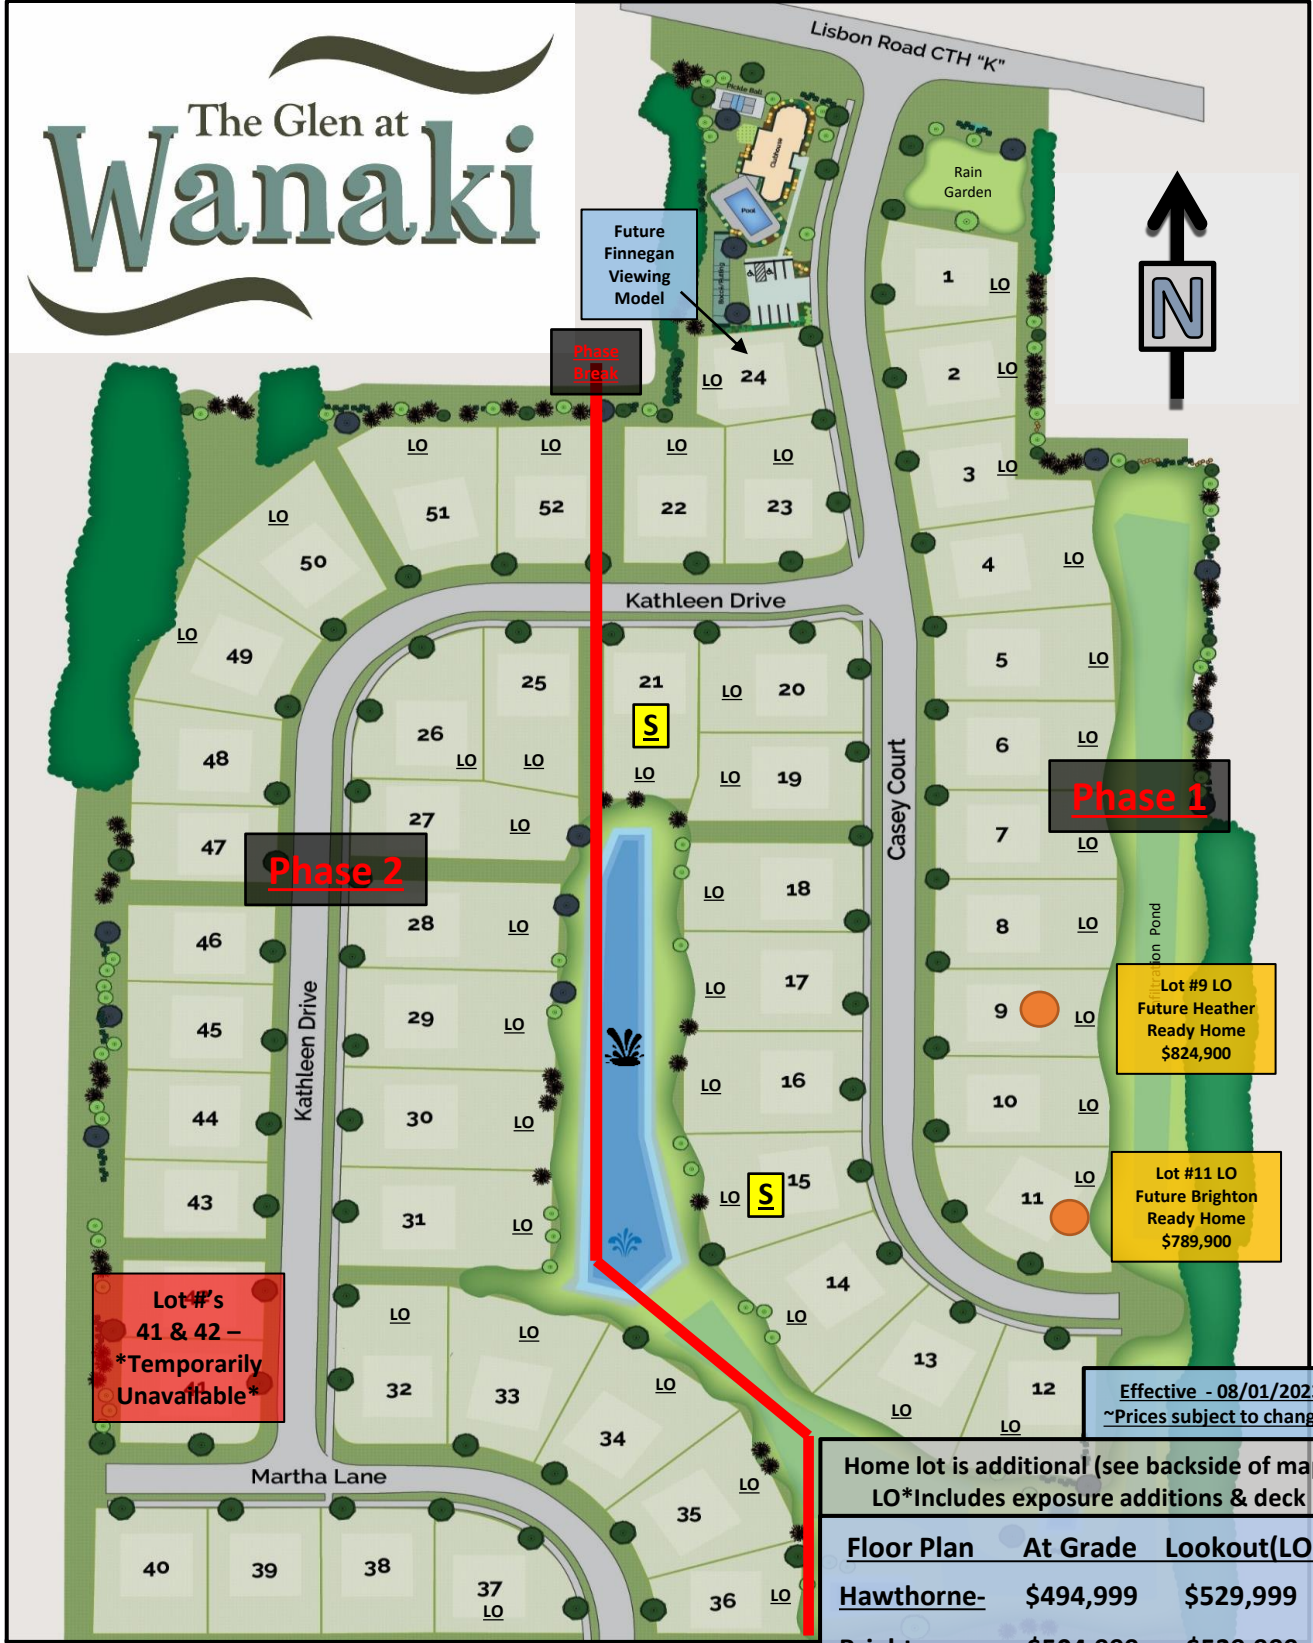 The Glen at
Wanaki
Lisbon Road CTH "K"
Pickle Ball
Clubhouse
Pool
Rain
Garden
N
Future
Finnegan
Viewing
Model
Phase
Break
1
LO
2
LO
LO
24
3
LO
LO
51
LO
52
LO
22
LO
23
LO
50
4
LO
Kathleen Drive
LO
49
25
LO
21
S
LO
LO
20
5
LO
26
LO
48
6
LO
LO
19
Phase 1
27
LO
47
Phase 2
7
LO
Casey Court
LO
18
28
LO
46
8
LO
Pond
LO
17
29
LO
45
Kathleen Drive
9
LO
Lot #9 LO
Future Heather
Ready Home
$824,900
LO
16
30
LO
44
10
LO
LO
S
15
31
LO
43
11
LO
Lot #11 LO
Future Brighton
Ready Home
$789,900
14
LO
42
41
Lot #'s
41 & 42 –
*Temporarily
Unavailable*
LO
32
LO
33
LO
34
13
LO
12
LO
Effective - 08/01/202
~Prices subject to chang
Martha Lane
LO
35
40
39
38
37
LO
36
LO
Home lot is additional (see backside of ma
LO*Includes exposure additions & deck
Floor Plan At Grade Lookout(LO
Hawthorne- $494,999 $529,999